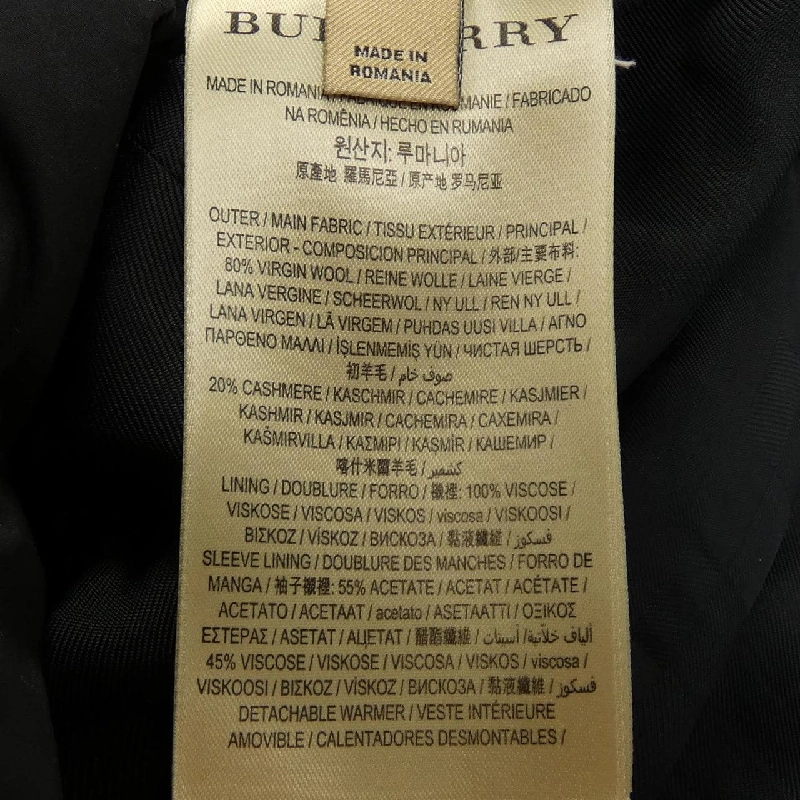 BU RRY
MADE IN
ROMANIA
MADE IN ROMANIA / MANIE / FABRICADO
NA ROMÊNIA / HECHO EN RUMANIA
원산지: 루마니아
原產地 羅馬尼亞 / 原产地 罗马尼亚
OUTER / MAIN FABRIC / TISSU EXTÉRIEUR / PRINCIPAL /
EXTERIOR - COMPOSICION PRINCIPAL / 外部/主要布料:
80% VIRGIN WOOL / REINE WOLLE / LAINE VIERGE /
LANA VERGINE / SCHEERWOL / NY ULL / REN NY ULL /
LANA VIRGEN / LÃ VIRGEM / PUHDAS UUSI VILLA / ΑΓΝΟ
ΠΑΡΘΕΝΟ ΜΑΛΛΙ / İŞLENMEMİŞ YÜN / ЧИСТАЯ ШЕРСТЬ /
初羊毛 / صوف خام
20% CASHMERE / KASCHMIR / CACHEMIRE / KASJMIER /
KASHMIR / KASJMIR / CACHEMIRA / CAXEMIRA /
KAŠMIRVILLA / ΚΑΣΜΙΡΙ / KASMİR / КАШЕМИР /
喀什米爾羊毛 / كشمير
LINING / DOUBLURE / FORRO / 襯裡: 100% VISCOSE /
VISKOSE / VISCOSA / VISKOS / viscosa / VISKOOSI /
ΒΙΣΚΟΖ / VİSKOZ / ВИСКОЗА / 黏液纖維 / فسكوز
SLEEVE LINING / DOUBLURE DES MANCHES / FORRO DE
MANGA / 袖子襯裡: 55% ACETATE / ACETAT / ACÉTATE /
ACETATO / ACETAAT / acetato / ASETAATTI / ΟΞΙΚΟΣ
ΕΣΤΕΡΑΣ / ASETAT / АЦЕТАТ / 醋酯纖維 / ألياف خلاتية/ أسيتات
45% VISCOSE / VISKOSE / VISCOSA / VISKOS / viscosa /
VISKOOSI / ΒΙΣΚΟΖ / VİSKOZ / ВИСКОЗА / 黏液纖維 / فسكوز
DETACHABLE WARMER / VESTE INTÉRIEURE
AMOVIBLE / CALENTADORES DESMONTABLES /